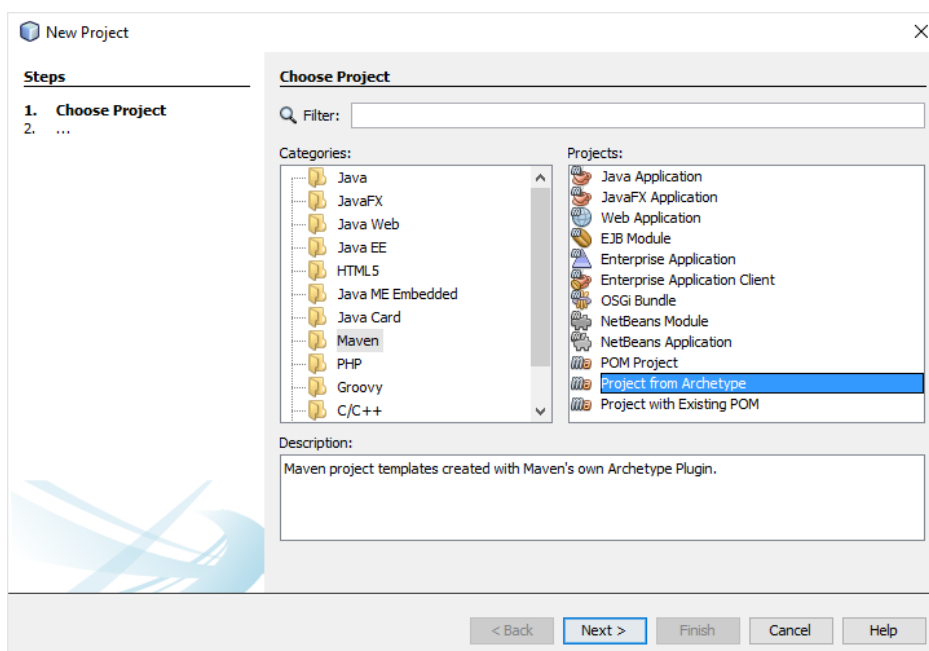 New Project
Steps
1. Choose Project
2. ...
Choose Project
Filter:
Categories:
Java
JavaFX
Java Web
Java EE
HTML5
Java ME Embedded
Java Card
Maven
PHP
Groovy
C/C++
Projects:
Java Application
JavaFX Application
Web Application
EJB Module
Enterprise Application
Enterprise Application Client
OSGi Bundle
NetBeans Module
NetBeans Application
POM Project
Project from Archetype
Project with Existing POM
Description:
Maven project templates created with Maven's own Archetype Plugin.
< Back Next > Finish Cancel Help